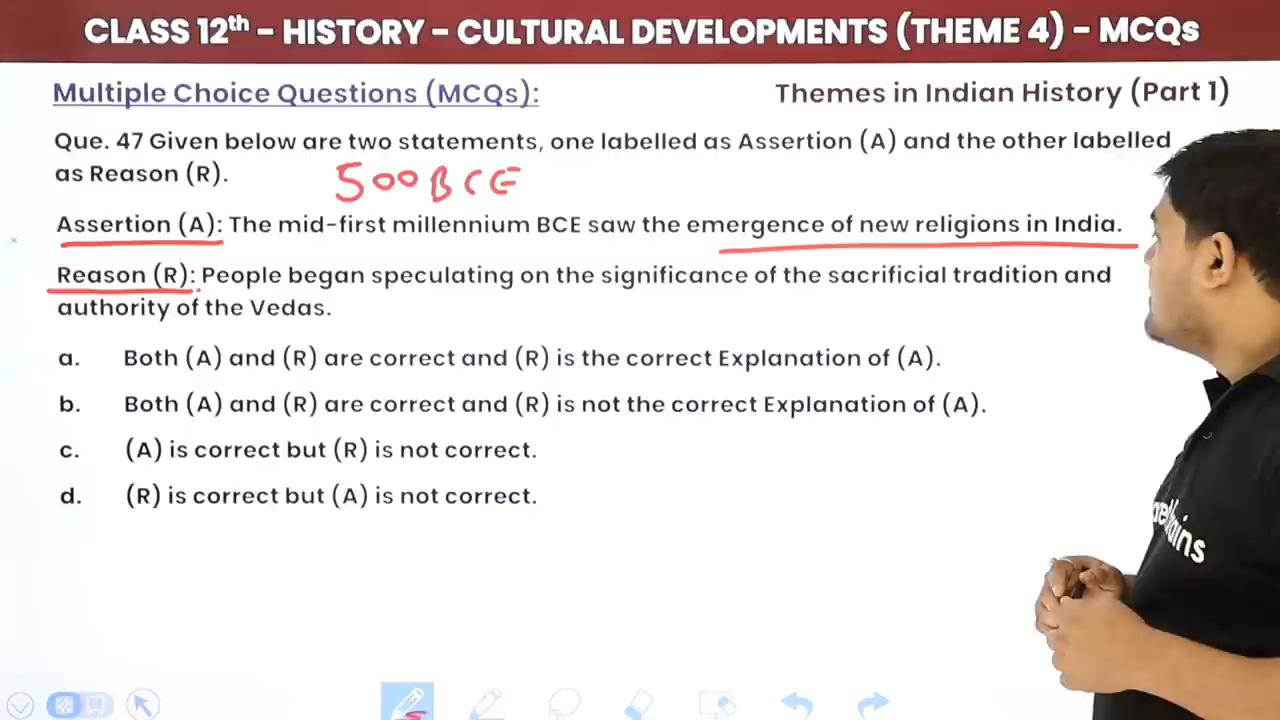 CLASS 12th – HISTORY – CULTURAL DEVELOPMENTS (THEME 4) – MCQs
Multiple Choice Questions (MCQs): Themes in Indian History (Part 1)
Que. 47 Given below are two statements, one labelled as Assertion (A) and the other labelled
as Reason (R).
500 BCE
Assertion (A): The mid-first millennium BCE saw the emergence of new religions in India.
Reason (R): People began speculating on the significance of the sacrificial tradition and
authority of the Vedas.
a. Both (A) and (R) are correct and (R) is the correct Explanation of (A).
b. Both (A) and (R) are correct and (R) is not the correct Explanation of (A).
c. (A) is correct but (R) is not correct.
d. (R) is correct but (A) is not correct.